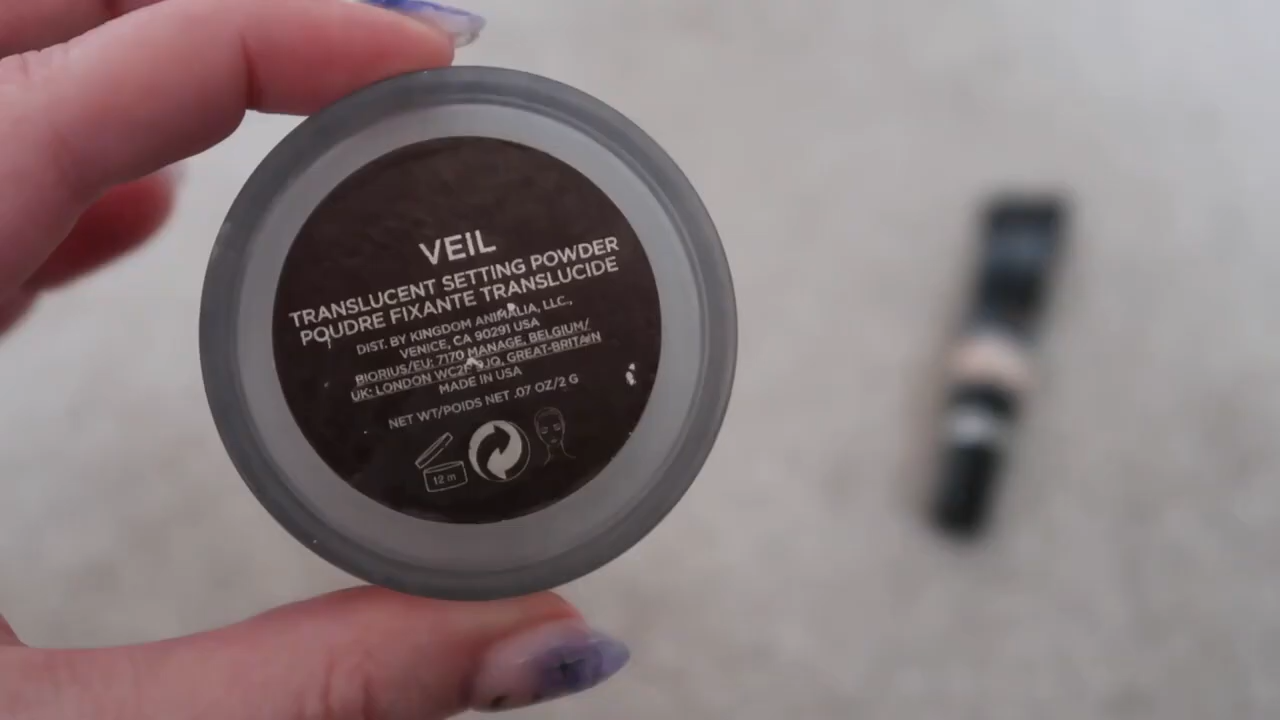 VEIL
TRANSLUCENT SETTING POWDER
POUDRE FIXANTE TRANSLUCIDE
DIST. BY KINGDOM ANIMALIA, LLC.,
VENICE, CA 90291 USA
BIORIUS/EU: 7170 MANAGE, BELGIUM/
UK: LONDON WC2F 9JQ, GREAT-BRITAIN
MADE IN USA
NET WT/POIDS NET .07 OZ/2 G
12 m